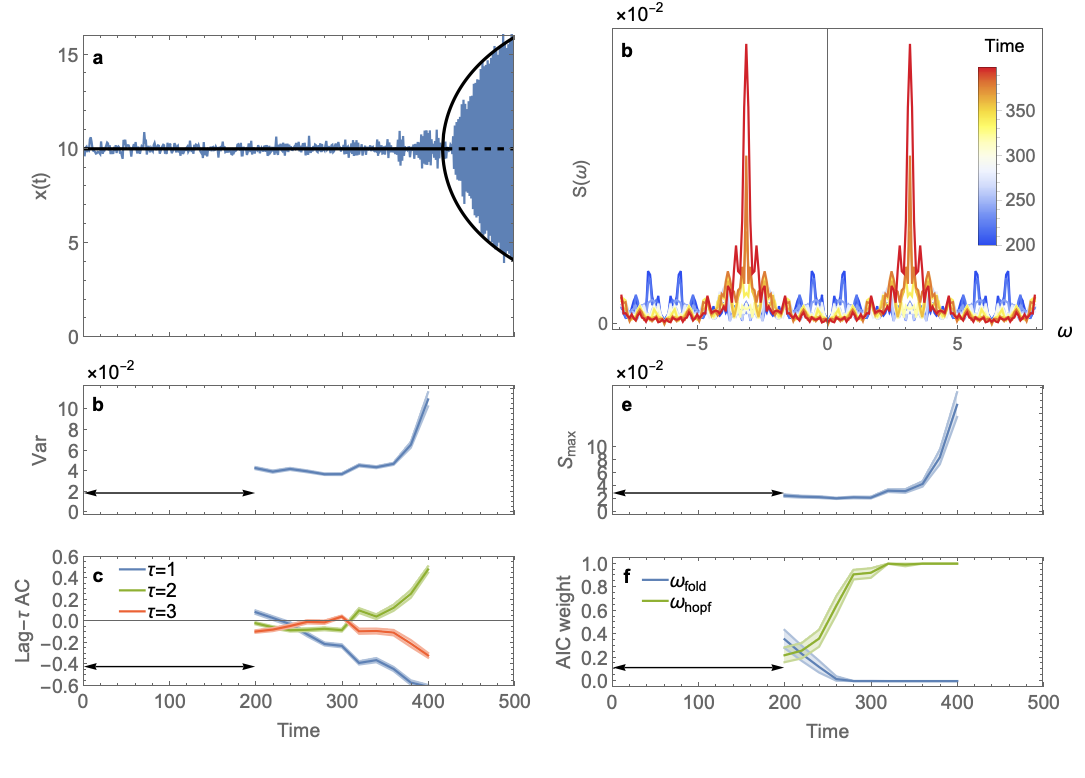 a
x(t)
15
10
5
0
×10⁻²
b
S(ω)
0
−5
0
5
ω
Time
350
300
250
200
×10⁻²
b
Var
10
8
6
4
2
0
×10⁻²
e
Smax
10
8
6
4
2
0
c
τ=1
τ=2
τ=3
Lag−τ AC
0.6
0.4
0.2
0.0
−0.2
−0.4
−0.6
0 100 200 300 400 500
Time
f
ωfold
ωhopf
AIC weight
1.0
0.8
0.6
0.4
0.2
0.0
0 100 200 300 400 500
Time